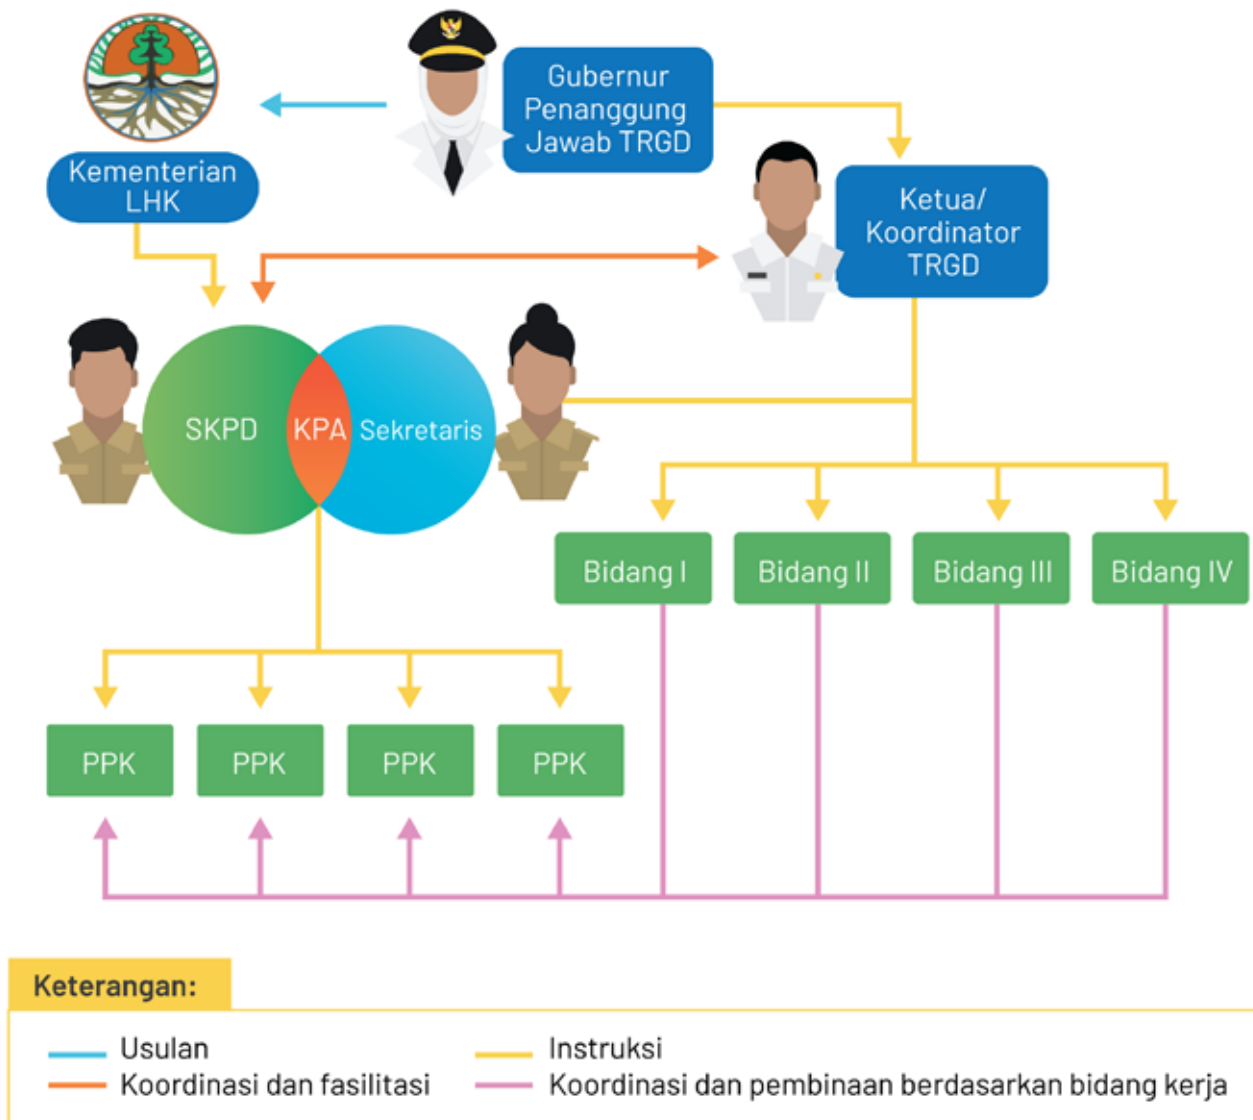 Gubernur
Penanggung
Jawab TRGD
Kementerian
LHK
Ketua/
Koordinator
TRGD
SKPD
KPA
Sekretaris
Bidang I
Bidang II
Bidang III
Bidang IV
PPK
PPK
PPK
PPK
Keterangan:
Usulan
Instruksi
Koordinasi dan fasilitasi
Koordinasi dan pembinaan berdasarkan bidang kerja